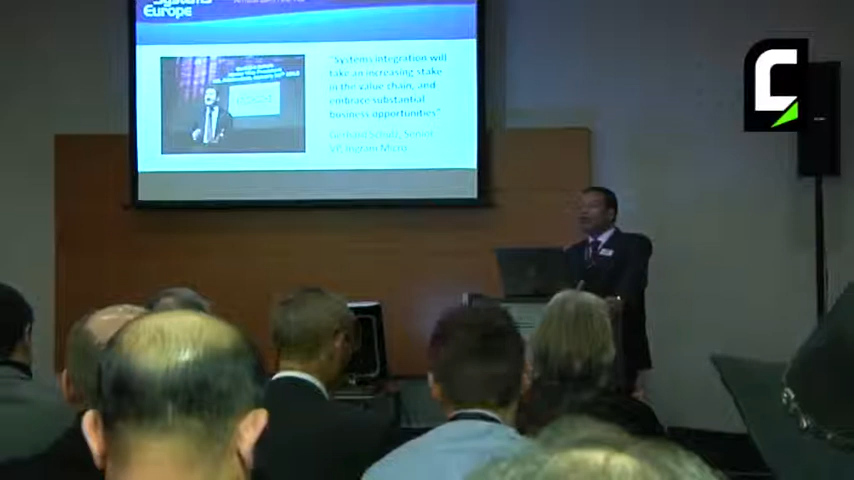 Systems
Europe
"Systems integration will
take an increasing stake
in the value chain, and
embrace substantial
business opportunities"
Gerhard Schulz, Senior
VP, Ingram Micro